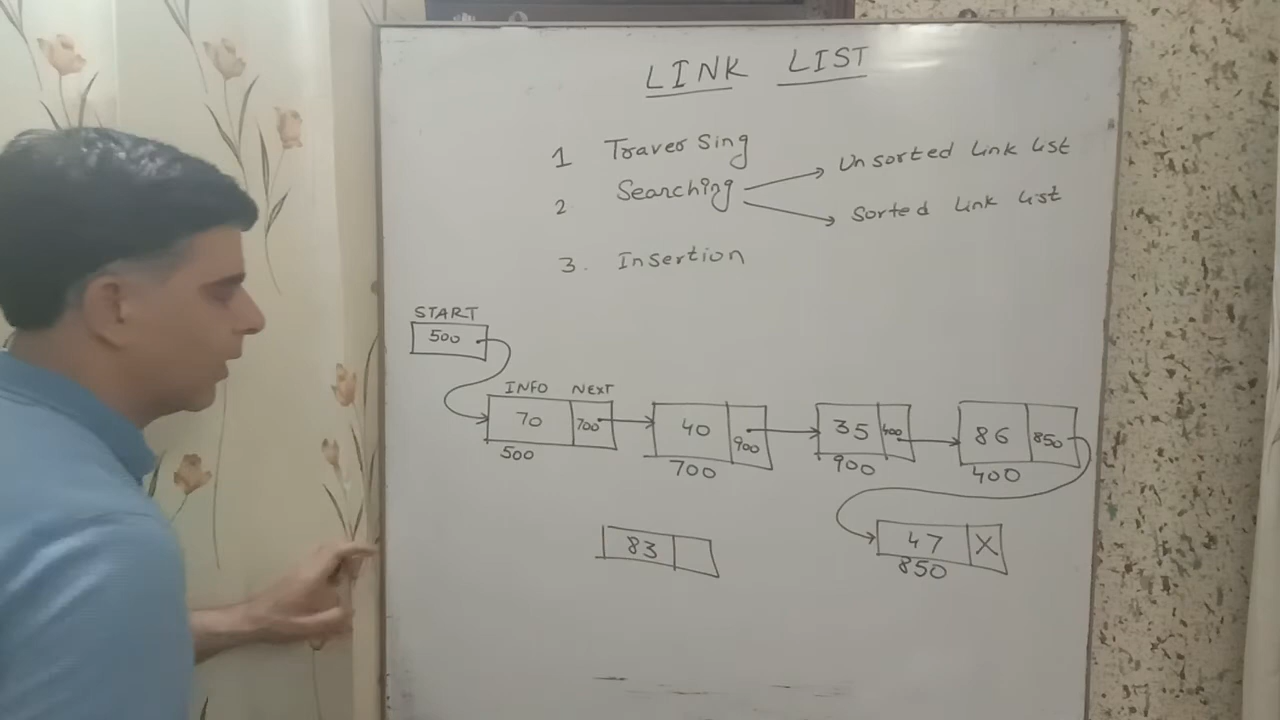 LINK LIST
1 Traversing
2 Searching
Unsorted Link List
Sorted Link List
3. Insertion
START
500
INFO NEXT
70 700
500
40 900
700
35 400
900
86 850
400
83
47 X
850